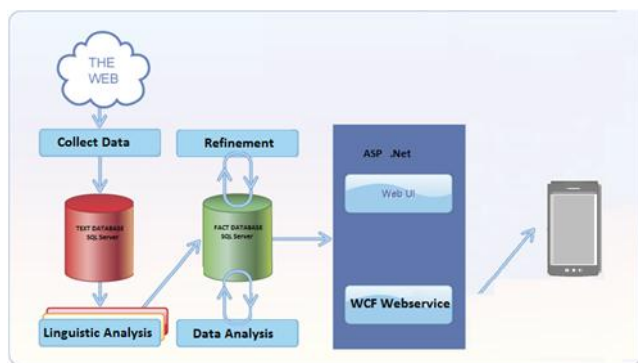 THE
WEB
Collect Data
Refinement
TEXT DATABASE
SQL Server
FACT DATABASE
SQL Server
Linguistic Analysis
Data Analysis
ASP .Net
Web UI
WCF Webservice